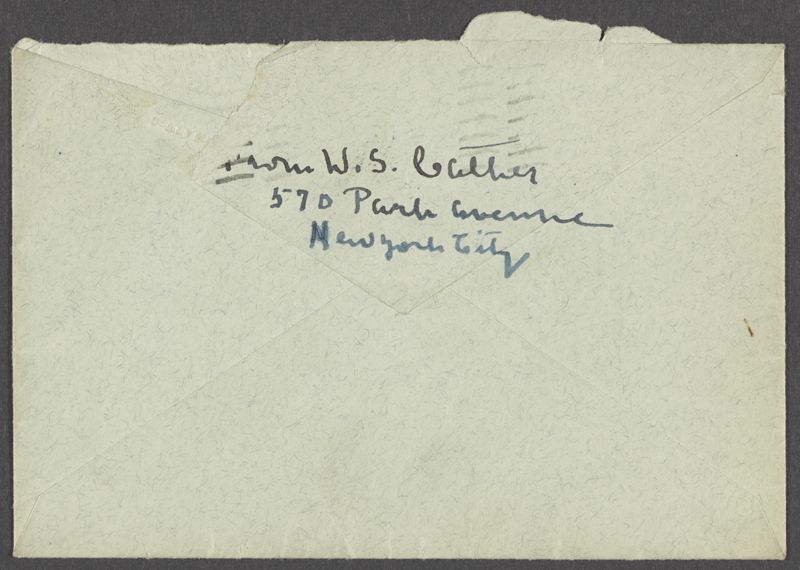 From W. S. Cather
570 Park Avenue
New York City